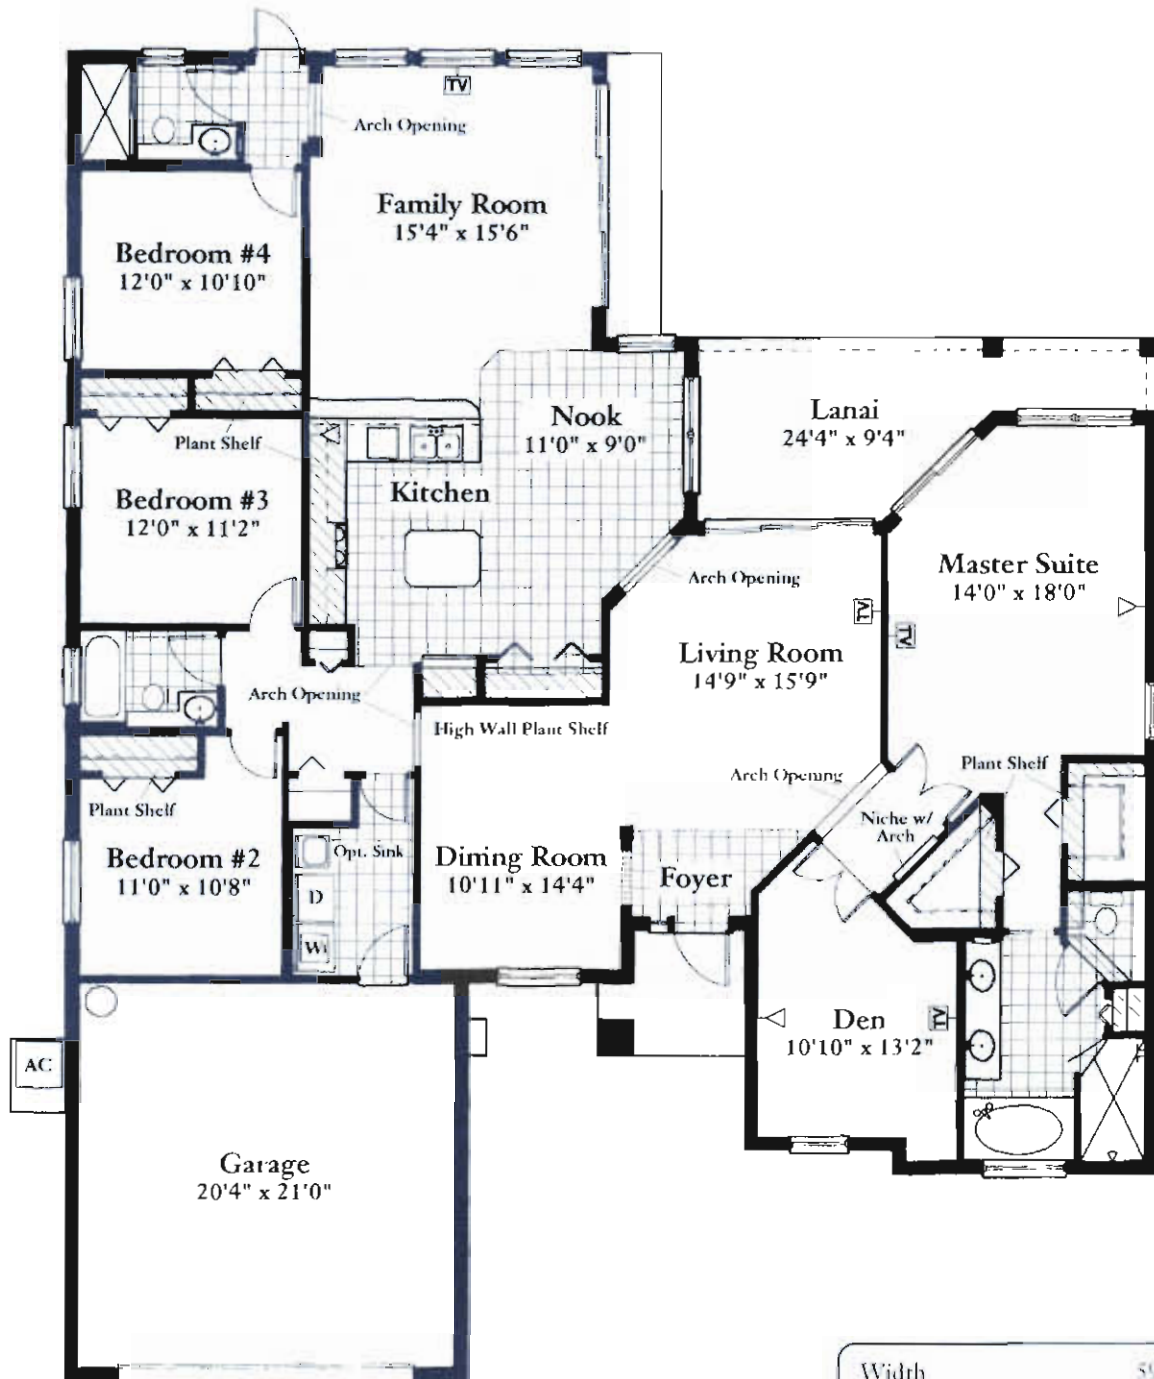 TV
Arch Opening
Family Room
15'4" x 15'6"
Bedroom #4
12'0" x 10'10"
Plant Shelf
Nook
11'0" x 9'0"
Lanai
24'4" x 9'4"
Bedroom #3
12'0" x 11'2"
Kitchen
Arch Opening
Master Suite
14'0" x 18'0"
TV
TV
Living Room
14'9" x 15'9"
Arch Opening
High Wall Plant Shelf
Arch Opening
Plant Shelf
Plant Shelf
Niche w/
Arch
Bedroom #2
11'0" x 10'8"
Opt. Sink
Dining Room
10'11" x 14'4"
Foyer
D
W
Den
10'10" x 13'2"
TV
AC
Garage
20'4" x 21'0"
Width